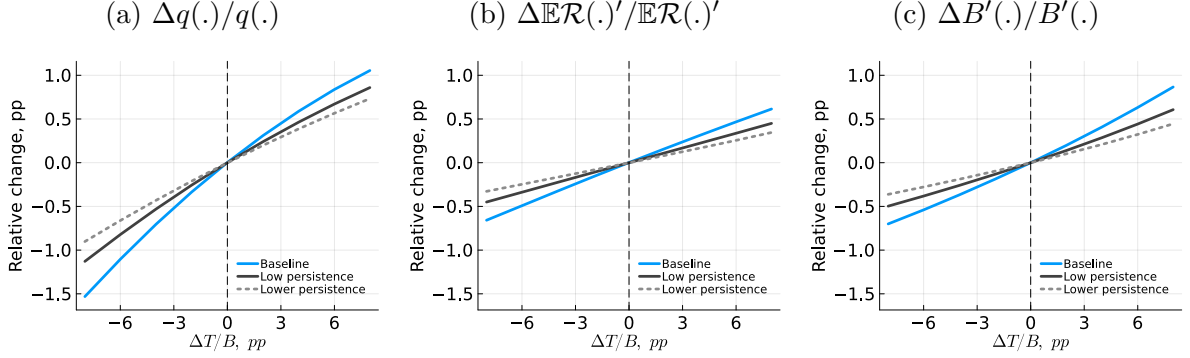 (a) Δq(.)/q(.)
Relative change, pp
1.0
0.5
0.0
−0.5
−1.0
−1.5
−6 −3 0 3 6
ΔT/B, pp
Baseline
Low persistence
Lower persistence
(b) Δ𝔼ℛ(.)′/𝔼ℛ(.)′
Relative change, pp
1.0
0.5
0.0
−0.5
−1.0
−1.5
−6 −3 0 3 6
ΔT/B, pp
Baseline
Low persistence
Lower persistence
(c) ΔB′(.)/B′(.)
Relative change, pp
1.0
0.5
0.0
−0.5
−1.0
−1.5
−6 −3 0 3 6
ΔT/B, pp
Baseline
Low persistence
Lower persistence